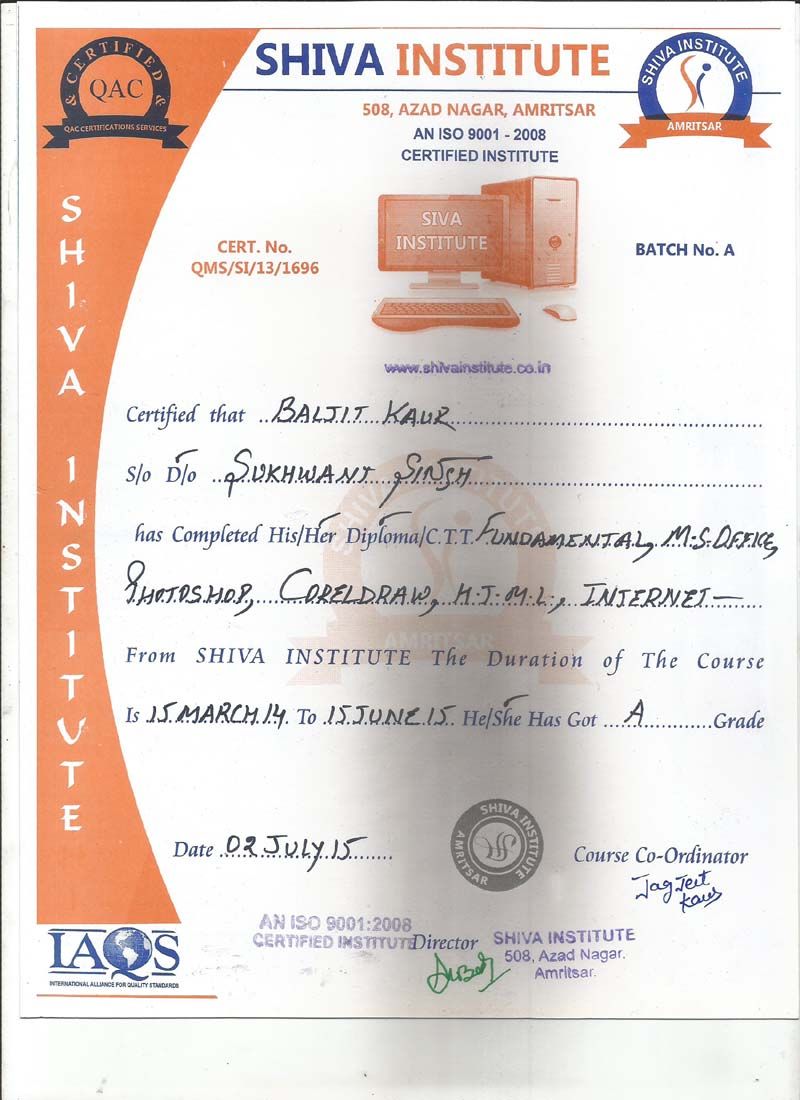 & CERTIFIED &
QAC
QAC CERTIFICATIONS SERVICES
SHIVA INSTITUTE
508, AZAD NAGAR, AMRITSAR
AN ISO 9001 - 2008
CERTIFIED INSTITUTE
SHIVA INSTITUTE
AMRITSAR
SHIVA INSTITUTE
SIVA
INSTITUTE
CERT. No.
QMS/SI/13/1696
BATCH No. A
www.shivainstitute.co.in
Certified that BALJIT KAUR
S/o D/o SUKHWANT SINGH
has Completed His/Her Diploma/C.T.T. FUNDAMENTAL, M.S.OFFICE,
PHOTOSHOP, CORELDRAW, H.T.M.L., INTERNET—
SHIVA INSTITUTE
AMRITSAR
From SHIVA INSTITUTE The Duration of The Course
Is 15 MARCH 14. To 15 JUNE 15. He/She Has Got A Grade
SHIVA INSTITUTE
AMRITSAR
Date 02 JULY 15
Course Co-Ordinator
Jagjeet
Kaur
AN ISO 9001:2008
CERTIFIED INSTITUTE
Director
SHIVA INSTITUTE
508, Azad Nagar.
Amritsar.
IAQS
INTERNATIONAL ALLIANCE FOR QUALITY STANDARDS